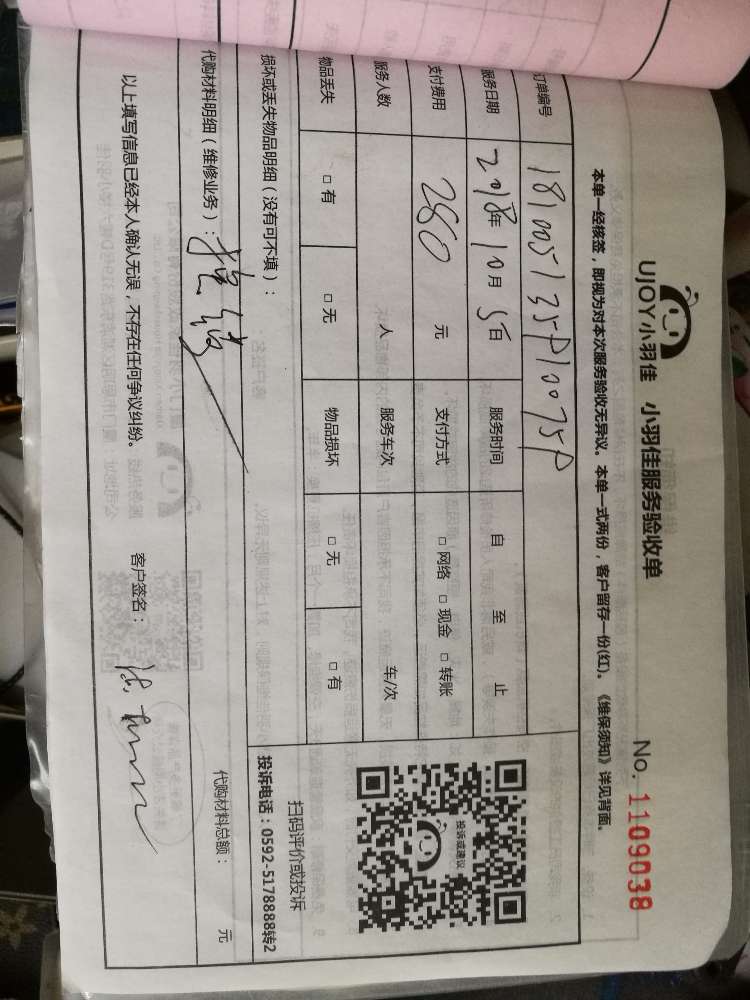 UJOY小羽佳 小羽佳服务验收单 No. 1109038
本单一经核签，即视为对本次服务验收无异议。本单一式两份，客户留存一份(红)。《维保须知》详见背面。
订单编号
服务日期 2018年10月5日 服务时间 自 至 止
支付费用 280 元 支付方式 □ 网络 □ 现金 □ 转账
服务人数 人 服务车次 车/次
物品丢失 □ 有 □ 无 物品损坏 □ 无 □ 有
投诉或建议
扫码评价或投诉
投诉电话：0592-5178888转2
损坏或丢失物品明细（没有可不填）：
代购材料明细（维修业务）： 代购材料总额： 元
以上填写信息已经本人确认无误，不存在任何争议纠纷。 客户签名：